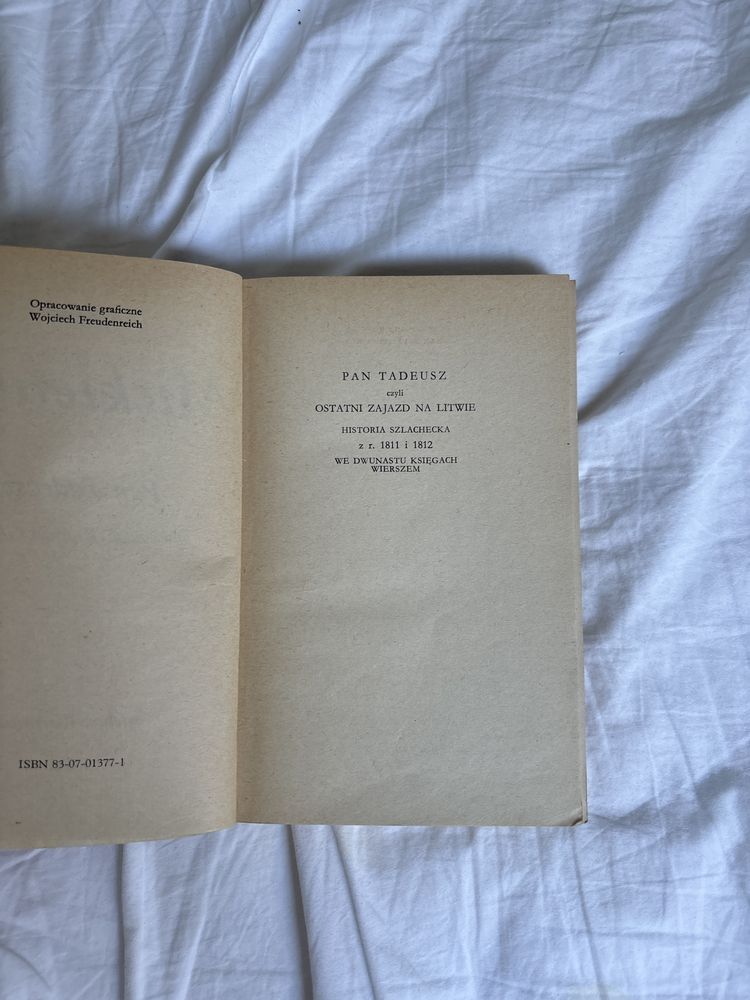 Opracowanie graficzne
Wojciech Freudenreich
ISBN 83-07-01377-1
PAN TADEUSZ
czyli
OSTATNI ZAJAZD NA LITWIE
HISTORIA SZLACHECKA
z r. 1811 i 1812
WE DWUNASTU KSIĘGACH
WIERSZEM